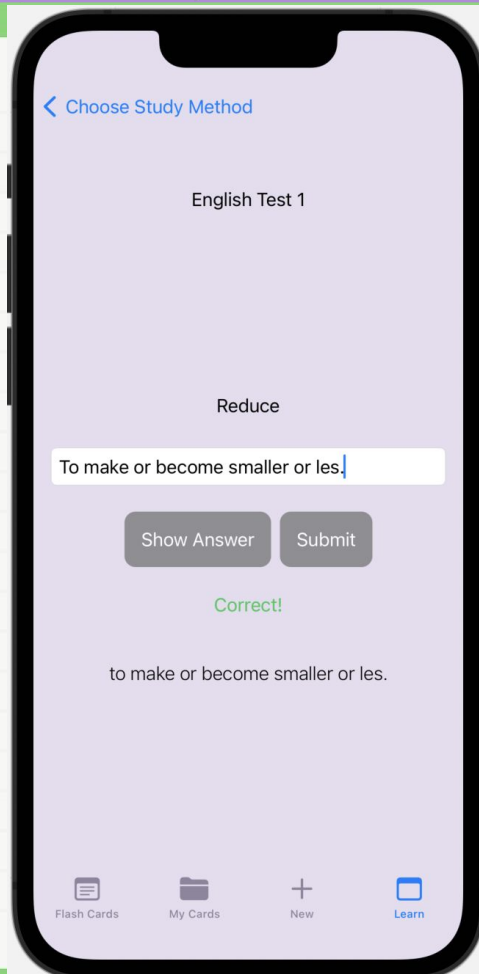 Choose Study Method
English Test 1
Reduce
To make or become smaller or les.
Show Answer Submit
Correct!
to make or become smaller or les.
Flash Cards My Cards New Learn